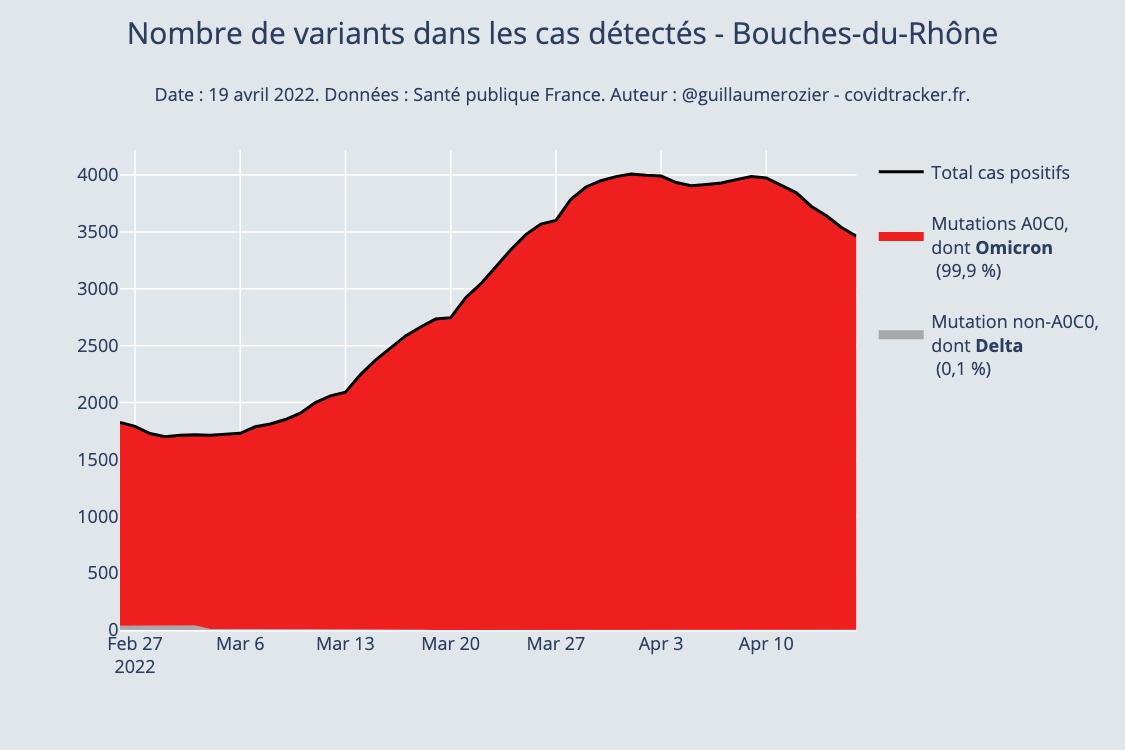 Nombre de variants dans les cas détectés - Bouches-du-Rhône
Date : 19 avril 2022. Données : Santé publique France. Auteur : @guillaumerozier - covidtracker.fr.
4000
3500
3000
2500
2000
1500
1000
500
0
Feb 27
2022
Mar 6
Mar 13
Mar 20
Mar 27
Apr 3
Apr 10
Total cas positifs
Mutations A0C0,
dont Omicron
(99,9 %)
Mutation non-A0C0,
dont Delta
(0,1 %)